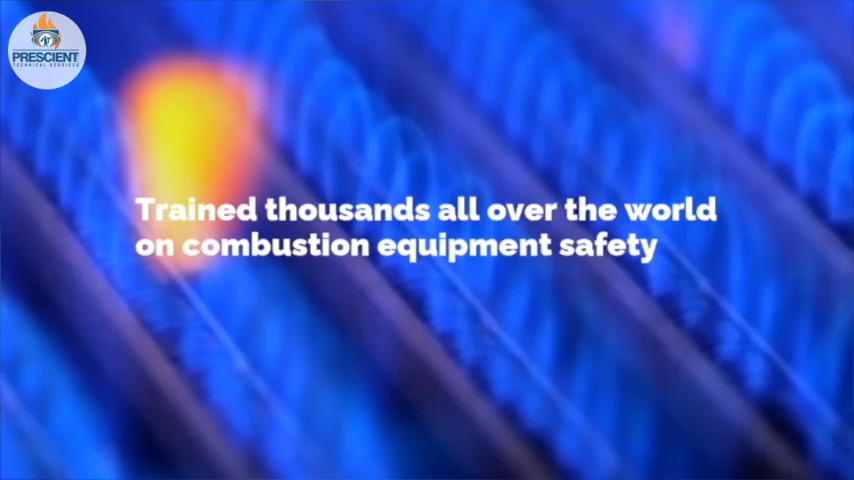 PRESCIENT
TECHNICAL SERVICES
Trained thousands all over the world
on combustion equipment safety